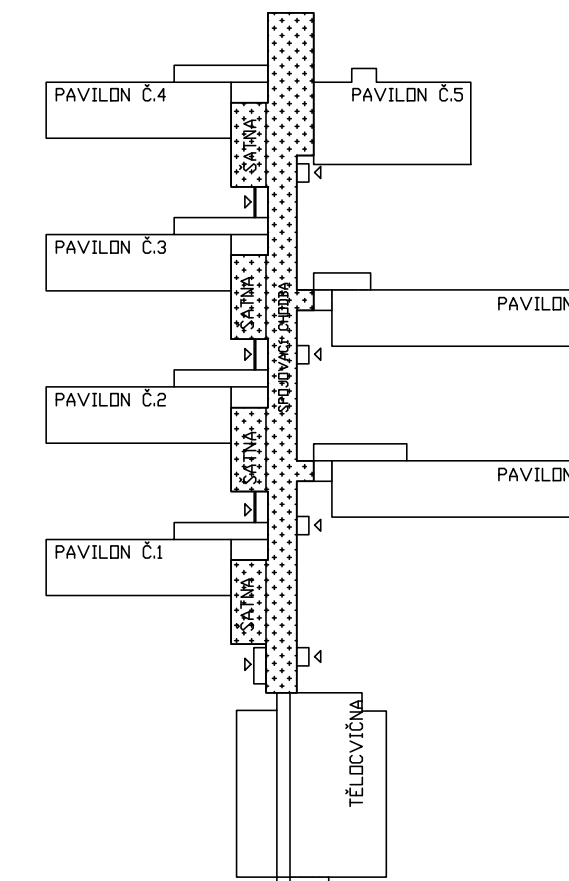 PAVILON Č.4
PAVILON Č.5
ŠATNA
PAVILON Č.3
ŠATNA
SPOJOVACÍ CHODBA
PAVILON
PAVILON Č.2
ŠATNA
PAVILON
PAVILON Č.1
ŠATNA
TĚLOCVIČNA